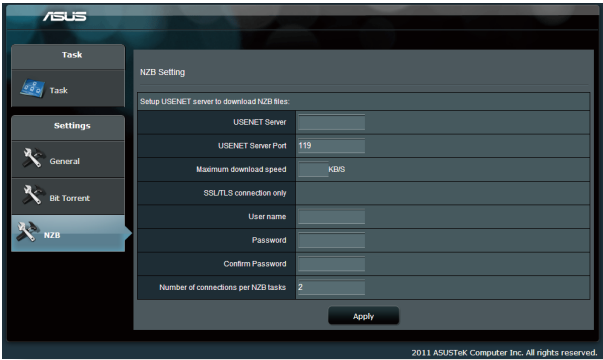 ASUS
Task
Task
Settings
General
Bit Torrent
NZB
NZB Setting
Setup USENET server to download NZB files:
USENET Server
USENET Server Port 119
Maximum download speed KB/S
SSL/TLS connection only
User name
Password
Confirm Password
Number of connections per NZB tasks 2
Apply
2011 ASUSTeK Computer Inc. All rights reserved.